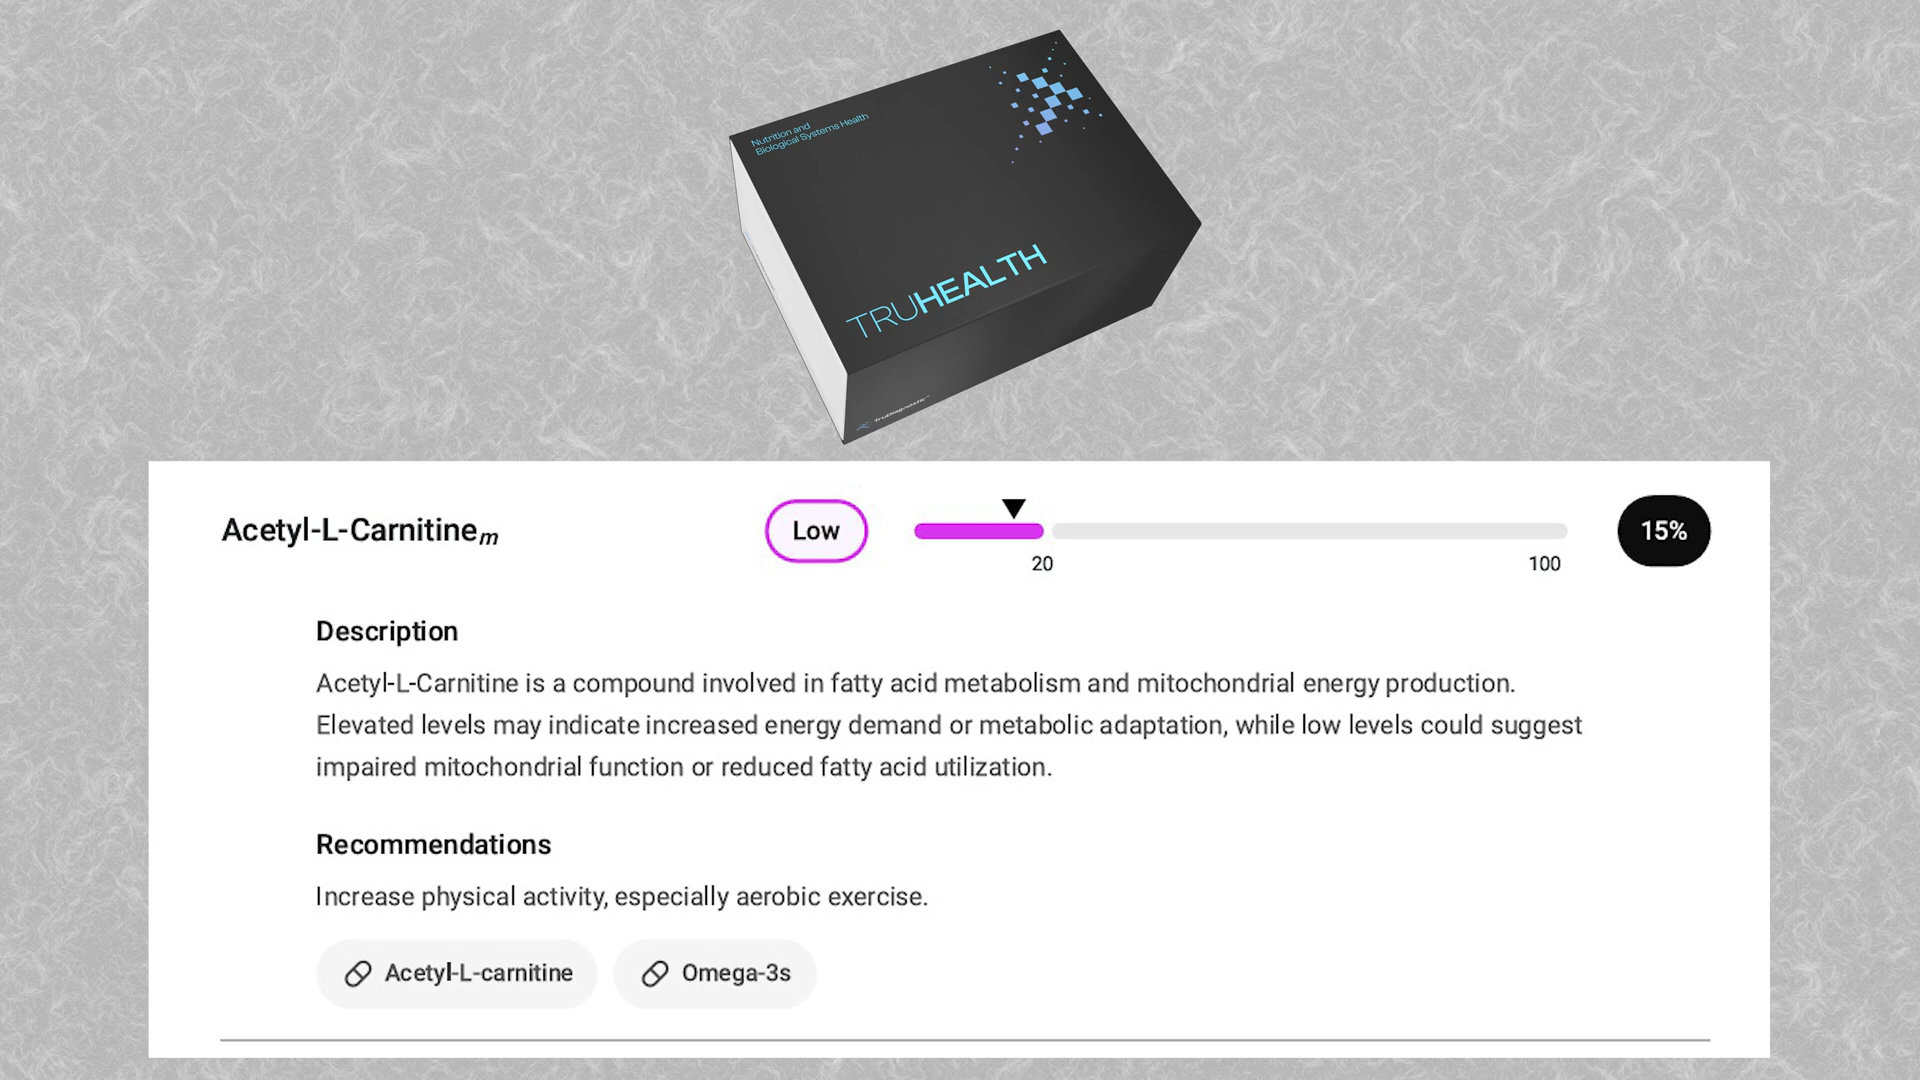 Nutrition and
Biological Systems Health
TRUHEALTH
TruDiagnostic™
Acetyl-L-Carnitine m
Low
20
100
15%
Description
Acetyl-L-Carnitine is a compound involved in fatty acid metabolism and mitochondrial energy production.
Elevated levels may indicate increased energy demand or metabolic adaptation, while low levels could suggest
impaired mitochondrial function or reduced fatty acid utilization.
Recommendations
Increase physical activity, especially aerobic exercise.
Acetyl-L-carnitine
Omega-3s